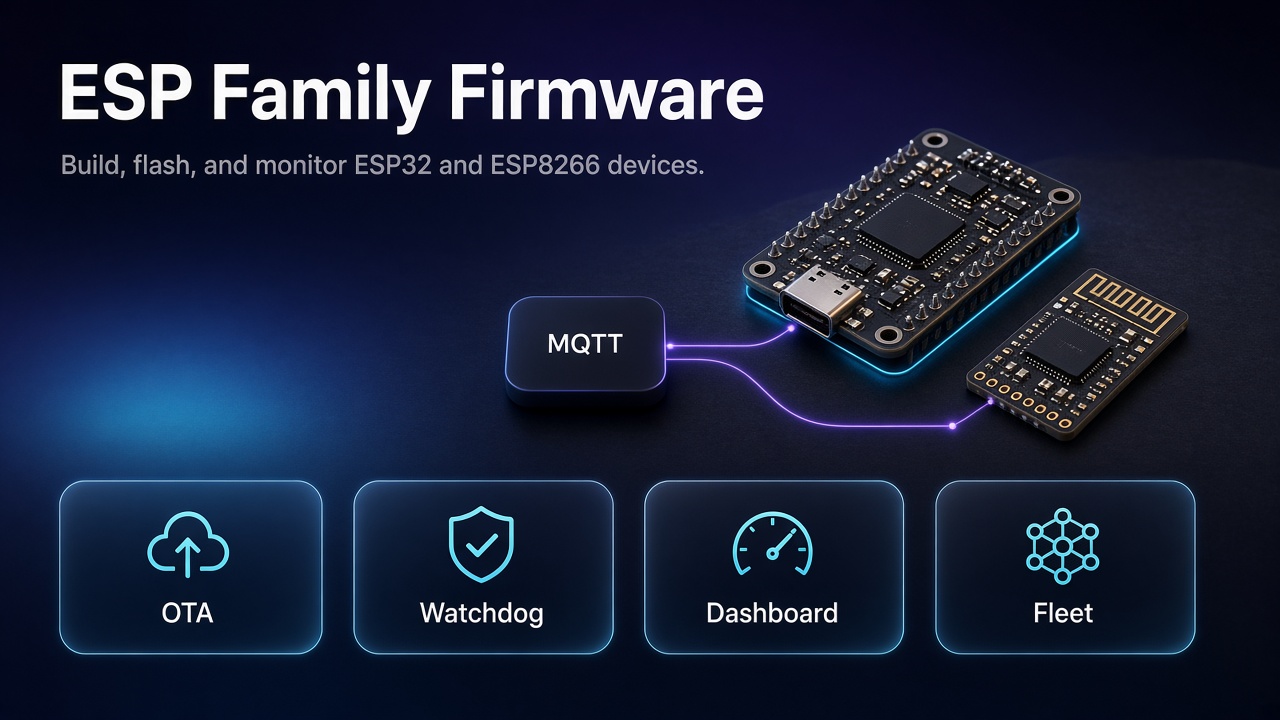 ESP Family Firmware
Build, flash, and monitor ESP32 and ESP8266 devices.
MQTT
OTA
Watchdog
Dashboard
Fleet